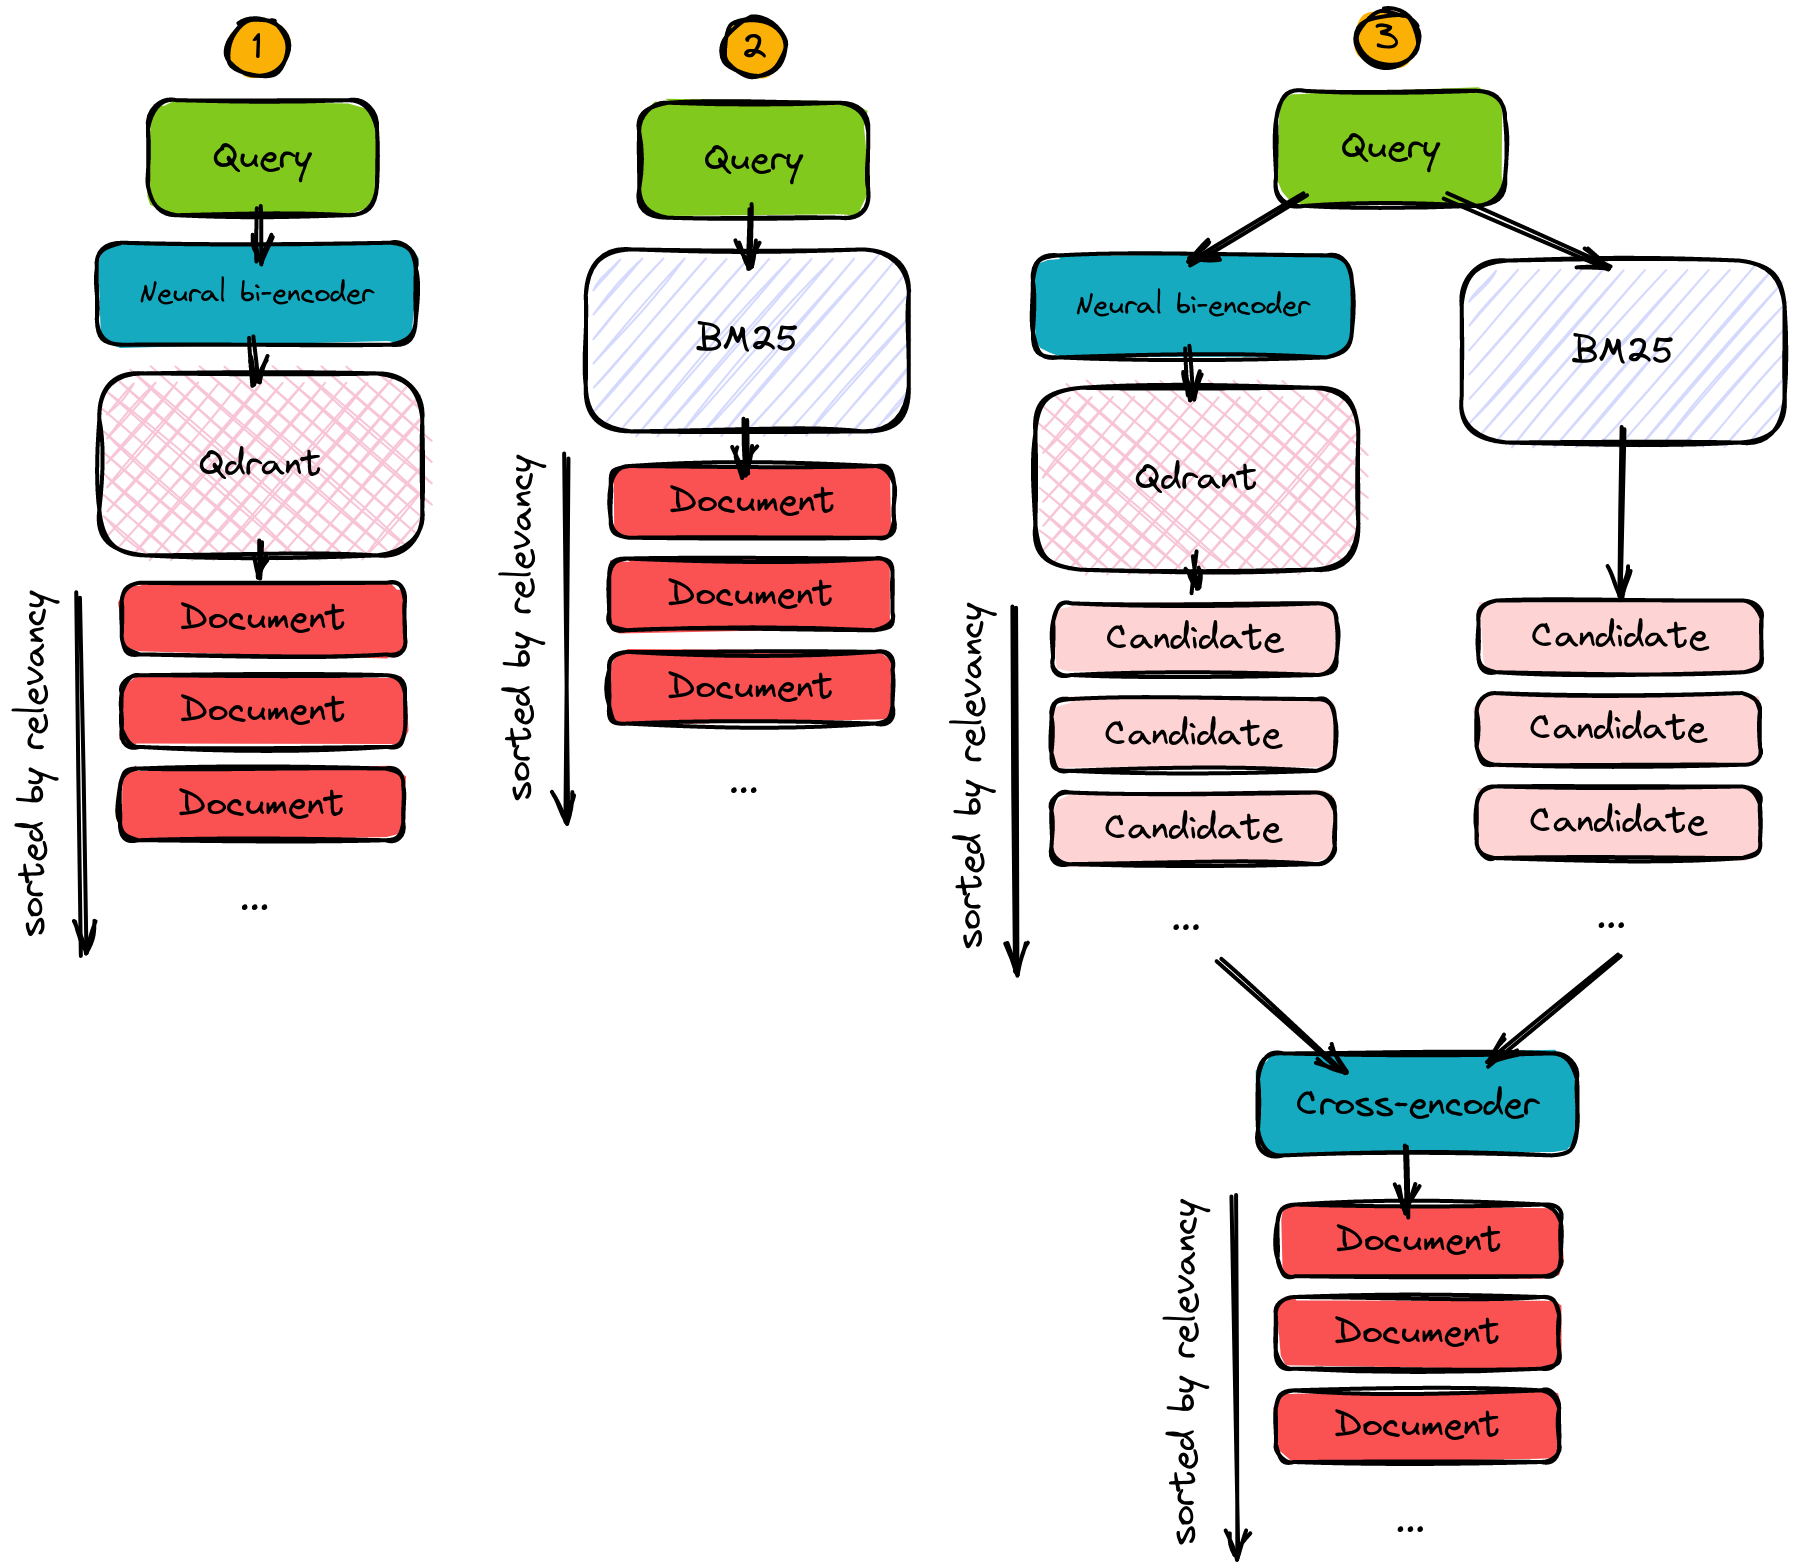 1
Query
Neural bi-encoder
Qdrant
sorted by relevancy
Document
Document
Document
...
2
Query
BM25
sorted by relevancy
Document
Document
Document
...
3
Query
Neural bi-encoder
Qdrant
BM25
sorted by relevancy
Candidate
Candidate
Candidate
...
Candidate
Candidate
Candidate
...
Cross-encoder
sorted by relevancy
Document
Document
Document
...